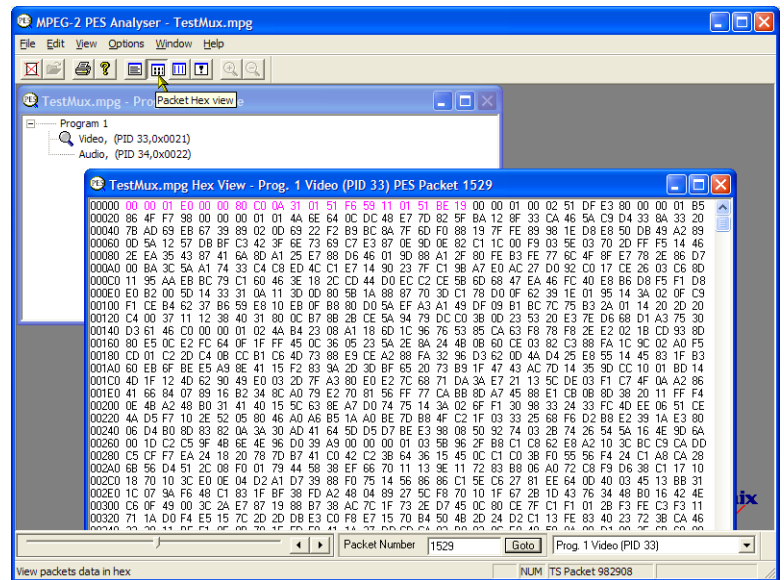 MPEG-2 PES Analyser - TestMux.mpg
File Edit View Options Window Help
Packet Hex view
Program 1
Video, (PID 33,0x0021)
Audio, (PID 34,0x0022)
TestMux.mpg Hex View - Prog. 1 Video (PID 33) PES Packet 1529
00000 00 00 01 E0 00 00 80 C0 0A 31 01 51 F6 59 11 01 51 BE 19 00 00 01 00 02 51 DF E3 80 00 00 01 B5
00020 86 4F F7 98 00 00 00 01 01 4A 6E 64 0C DC 48 E7 7D 82 5F BA 12 8F 33 CA 46 5A C9 D4 33 8A 33 20
00040 7B AD 69 EB 67 39 89 02 0D 69 22 F2 B9 BC 8A 7F 6D F0 88 19 7F FE 89 98 1E D8 E8 50 DB 49 A2 89
00060 0D 5A 12 57 DB BF C3 42 3F 6E 73 69 C7 E3 87 0E 9D 0E 82 C1 1C 00 F9 03 5E 03 70 2D FF F5 14 46
00080 2E EA 35 43 87 41 6A 8D A1 25 E7 88 D6 46 01 9D 88 A1 2F 80 FE B3 FE 77 6C 4F 8F E7 78 2E 86 D7
000A0 00 BA 3C 5A A1 74 33 C4 C8 ED 4C C1 E7 14 90 23 7F C1 9B A7 E0 AC 27 D0 92 C0 17 CE 26 03 C6 8D
000C0 11 95 AA EB BC 79 C1 60 46 3E 18 2C CD 44 D0 EC C2 CE 5B 6D 68 47 EA 46 FC 40 E8 B6 D8 F5 F1 D8
000E0 E0 B2 00 5D 14 33 31 0A 11 3D 0D 80 5B 1A 88 87 70 3D C1 78 D0 0F 62 39 1E 01 95 14 3A 02 0F C9
00100 F1 CE B4 62 37 B6 59 E8 10 EB 0F B8 80 D0 5A EF A3 A1 49 DF 09 B1 BC 7C 75 B3 2A 01 14 20 2D 20
00120 C4 00 37 11 12 38 40 31 80 0C B7 8B 2B CE 5A 94 79 DC C0 3B 0D 23 53 20 E3 7E D6 68 D1 A3 75 30
00140 D3 61 46 C0 00 00 01 02 4A B4 23 08 A1 18 6D 1C 96 76 53 85 CA 63 F8 78 F8 2E E2 02 1B CD 93 8D
00160 80 E5 0C E2 FC 64 0F 1F FF 45 0C 36 05 23 5A 2E 8A 24 4B 0B 60 CE 03 82 C3 88 FA 1C 9C 02 A0 F5
00180 CD 01 C2 2D C4 0B CC B1 C6 4D 73 88 E9 CE A2 88 FA 32 96 D3 62 0D 4A D4 25 E8 55 14 45 83 1F B3
001A0 60 EB 6F BE E5 A9 8E 41 15 F2 83 9A 2D 3D BF 65 20 73 B9 1F 47 43 AC 7D 14 35 9D CC 10 01 BD 14
001C0 4D 1F 12 4D 62 90 49 E0 03 2D 7F A3 80 E0 E2 7C 68 71 DA 3A E7 21 13 5C DE 03 F1 C7 4F 0A A2 86
001E0 41 66 84 07 89 16 B2 34 8C A0 79 E2 70 81 56 FF 77 CA BB 8D A7 45 88 E1 CB 0B 8D 38 20 11 FF F4
00200 0E 4B A2 48 B0 31 41 40 15 5C 63 8E A7 D0 74 75 14 3A 02 6F F1 30 98 33 24 33 FC 4D EE 06 51 CE
00220 4A D5 F7 10 2E 52 05 80 46 A0 A6 B5 1A A0 BE 7D B8 4F C2 1F 03 33 25 68 F6 D2 B8 E2 39 1A E3 80
00240 06 D4 B0 8D 83 82 0A 3A 30 AD 41 64 5D D5 D7 BE E3 98 08 50 92 74 03 2B 74 26 54 5A 16 4E 9D 6A
00260 00 1D C2 C5 9F 4B 6E 4E 96 D0 39 A9 00 00 00 01 03 5B 96 2F B8 C1 C8 62 E8 A2 10 3C BC C9 CA DD
00280 C5 CF F7 EA 24 18 20 78 7D B7 41 C0 42 C2 3B 64 36 15 45 0C C1 C0 3B F0 55 56 F4 24 C1 A8 CA 28
002A0 6B 56 D4 51 2C 08 F0 01 79 44 58 38 EF 66 70 11 13 9E 11 72 83 B8 06 A0 72 C8 F9 D6 38 C1 17 10
002C0 18 70 10 3C E0 0E 04 D2 A1 D7 39 88 F0 75 14 56 86 86 C1 5E C6 27 81 EE 64 0D 40 03 45 13 BB 31
002E0 1C 07 9A F6 48 C1 83 1F BF 38 FD A2 48 04 89 27 5C F8 70 10 1F 67 2B 1D 43 76 34 48 B0 16 42 4E
00300 C6 0F 49 00 3C 2A E7 87 19 88 B7 38 AC 7C 1F 73 2E D7 45 0C 80 CE 7F C1 F1 01 2B F3 FE C3 F3 11
00320 71 1A D0 F4 E5 15 7C 2D 2D DB E3 C0 F8 E7 15 70 B4 50 4B 2D 24 D2 C1 13 FE 83 40 23 72 3B CA 46
Packet Number 1529 Goto Prog. 1 Video (PID 33)
View packets data in hex NUM TS Packet 982908